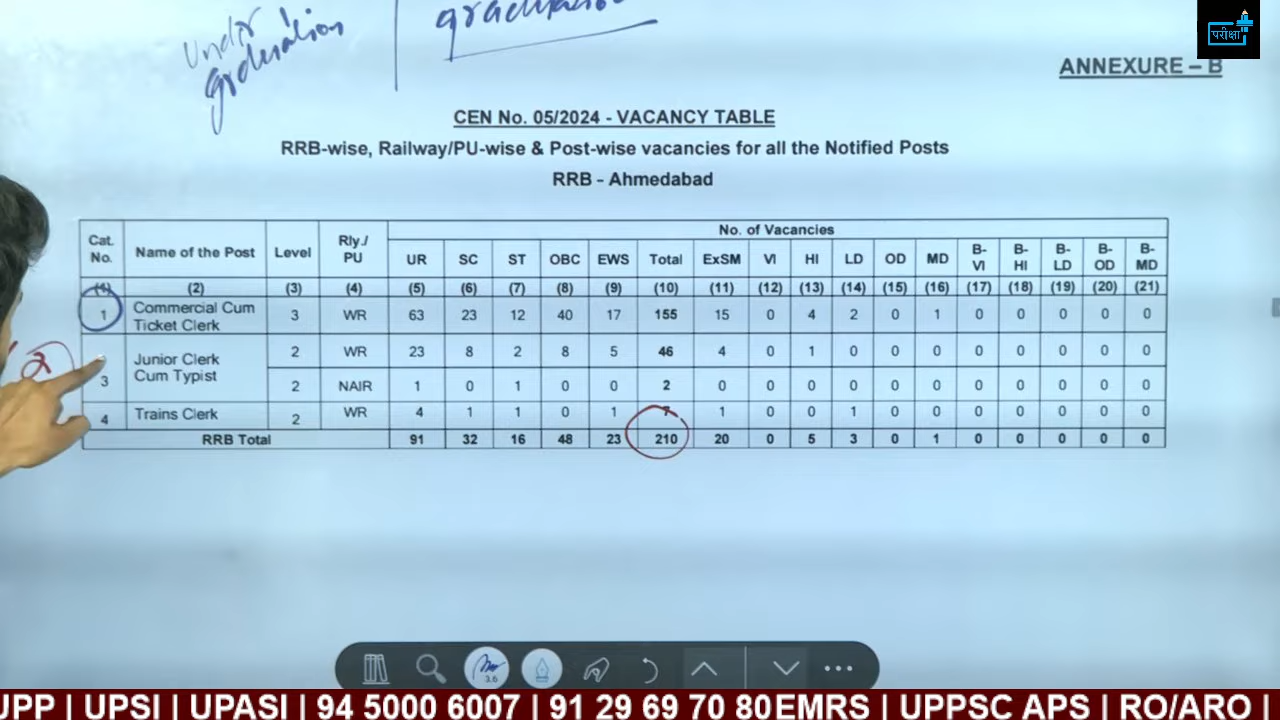 Under graduation | graduation
परीक्षा
ANNEXURE – B
CEN No. 05/2024 - VACANCY TABLE
RRB-wise, Railway/PU-wise & Post-wise vacancies for all the Notified Posts
RRB - Ahmedabad
Cat. No. | Name of the Post | Level | Rly./ PU | No. of Vacancies
UR | SC | ST | OBC | EWS | Total | ExSM | VI | HI | LD | OD | MD | B-VI | B-HI | B-LD | B-OD | B-MD
(1) | (2) | (3) | (4) | (5) | (6) | (7) | (8) | (9) | (10) | (11) | (12) | (13) | (14) | (15) | (16) | (17) | (18) | (19) | (20) | (21)
1 | Commercial Cum Ticket Clerk | 3 | WR | 63 | 23 | 12 | 40 | 17 | 155 | 15 | 0 | 4 | 2 | 0 | 1 | 0 | 0 | 0 | 0 | 0
2
3 | Junior Clerk Cum Typist | 2 | WR | 23 | 8 | 2 | 8 | 5 | 46 | 4 | 0 | 1 | 0 | 0 | 0 | 0 | 0 | 0 | 0 | 0
2 | NAIR | 1 | 0 | 1 | 0 | 0 | 2 | 0 | 0 | 0 | 0 | 0 | 0 | 0 | 0 | 0 | 0 | 0
4 | Trains Clerk | 2 | WR | 4 | 1 | 1 | 0 | 1 | 7 | 1 | 0 | 0 | 1 | 0 | 0 | 0 | 0 | 0 | 0 | 0
RRB Total | 91 | 32 | 16 | 48 | 23 | 210 | 20 | 0 | 5 | 3 | 0 | 1 | 0 | 0 | 0 | 0 | 0
3.6
UPP | UPSI | UPASI | 94 5000 6007 | 91 29 69 70 80 EMRS | UPPSC APS | RO/ARO |